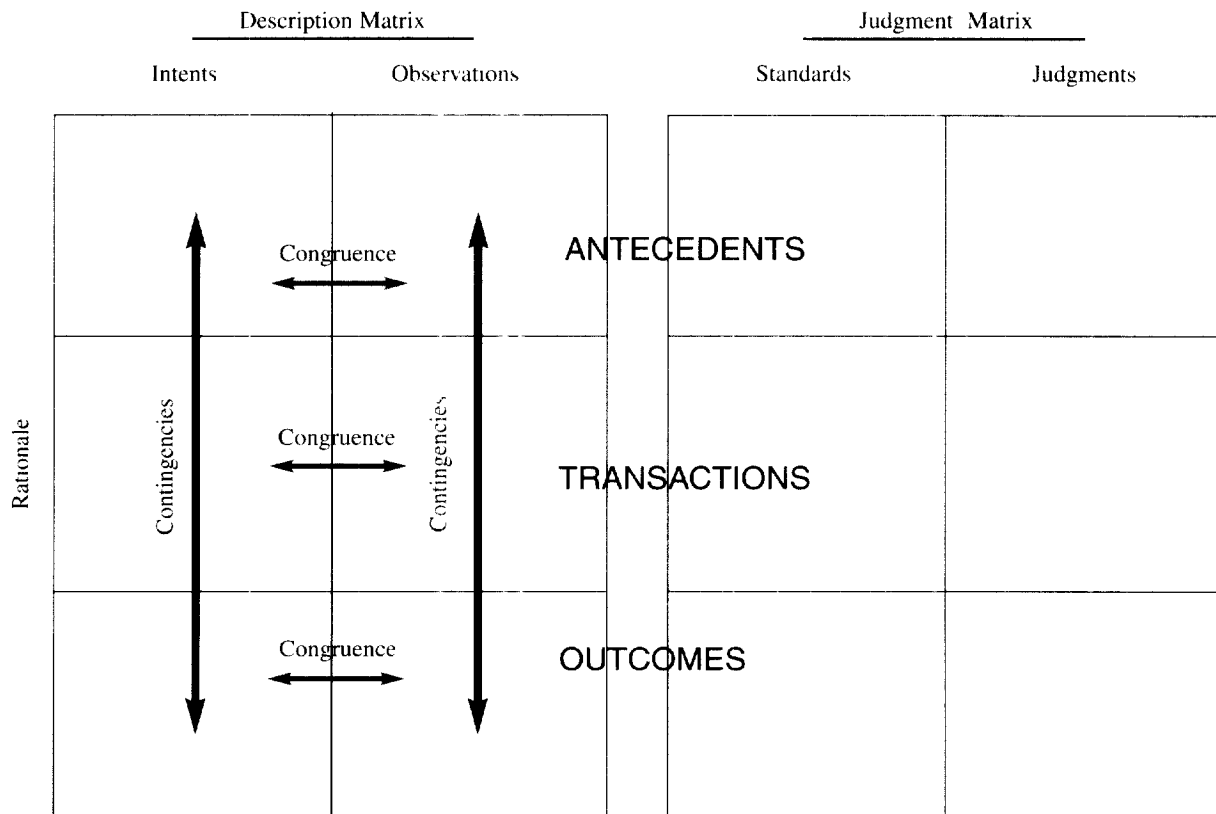 Description Matrix
Judgment Matrix
Intents
Observations
Standards
Judgments
Congruence
ANTECEDENTS
Rationale
Contingencies
Congruence
Contingencies
TRANSACTIONS
Congruence
OUTCOMES